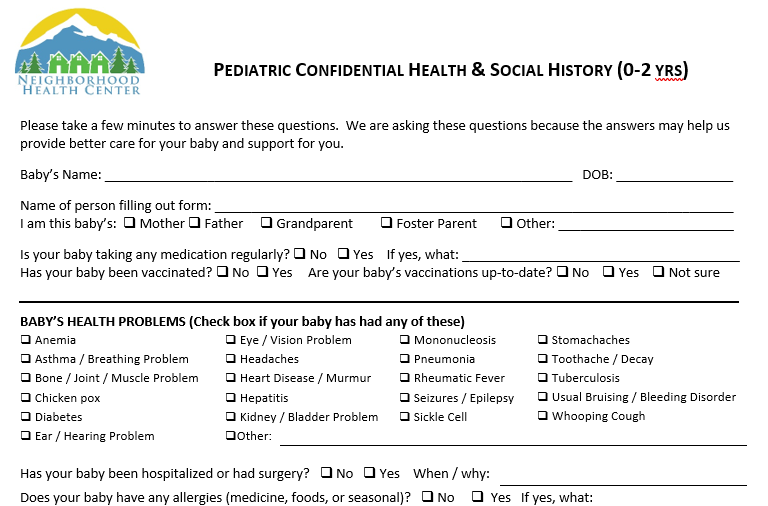 NEIGHBORHOOD
HEALTH CENTER
PEDIATRIC CONFIDENTIAL HEALTH & SOCIAL HISTORY (0-2 YRS)
Please take a few minutes to answer these questions.  We are asking these questions because the answers may help us
provide better care for your baby and support for you.
Baby's Name: ____________________ DOB: __________
Name of person filling out form: ____________________
I am this baby's: ❑ Mother ❑ Father ❑ Grandparent ❑ Foster Parent ❑ Other: ____________________
Is your baby taking any medication regularly? ❑ No ❑ Yes If yes, what: ____________________
Has your baby been vaccinated? ❑ No ❑ Yes Are your baby's vaccinations up-to-date? ❑ No ❑ Yes ❑ Not sure
BABY'S HEALTH PROBLEMS (Check box if your baby has had any of these)
❑ Anemia ❑ Eye / Vision Problem ❑ Mononucleosis ❑ Stomachaches
❑ Asthma / Breathing Problem ❑ Headaches ❑ Pneumonia ❑ Toothache / Decay
❑ Bone / Joint / Muscle Problem ❑ Heart Disease / Murmur ❑ Rheumatic Fever ❑ Tuberculosis
❑ Chicken pox ❑ Hepatitis ❑ Seizures / Epilepsy ❑ Usual Bruising / Bleeding Disorder
❑ Diabetes ❑ Kidney / Bladder Problem ❑ Sickle Cell ❑ Whooping Cough
❑ Ear / Hearing Problem ❑Other: ____________________
Has your baby been hospitalized or had surgery? ❑ No ❑ Yes When / why: ____________________
Does your baby have any allergies (medicine, foods, or seasonal)? ❑ No ❑ Yes If yes, what: